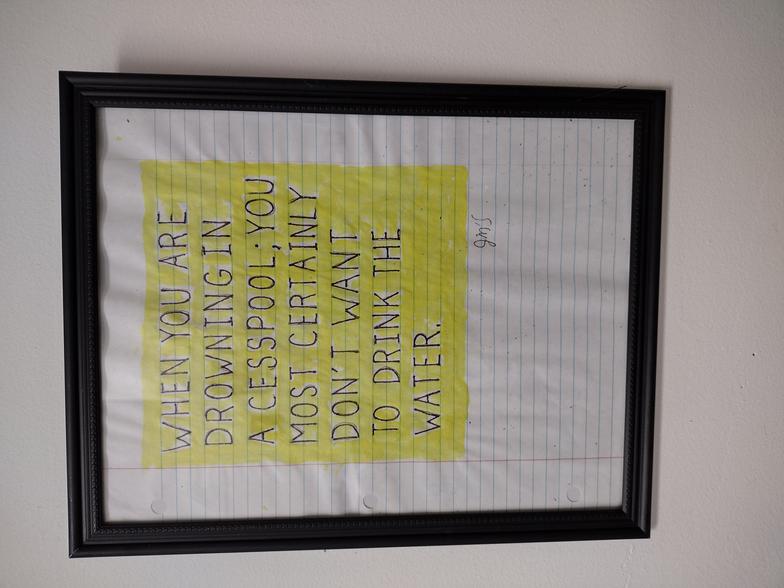 WHEN YOU ARE
DROWNING IN
A CESSPOOL; YOU
MOST CERTAINLY
DON'T WANT
TO DRINK THE
WATER.